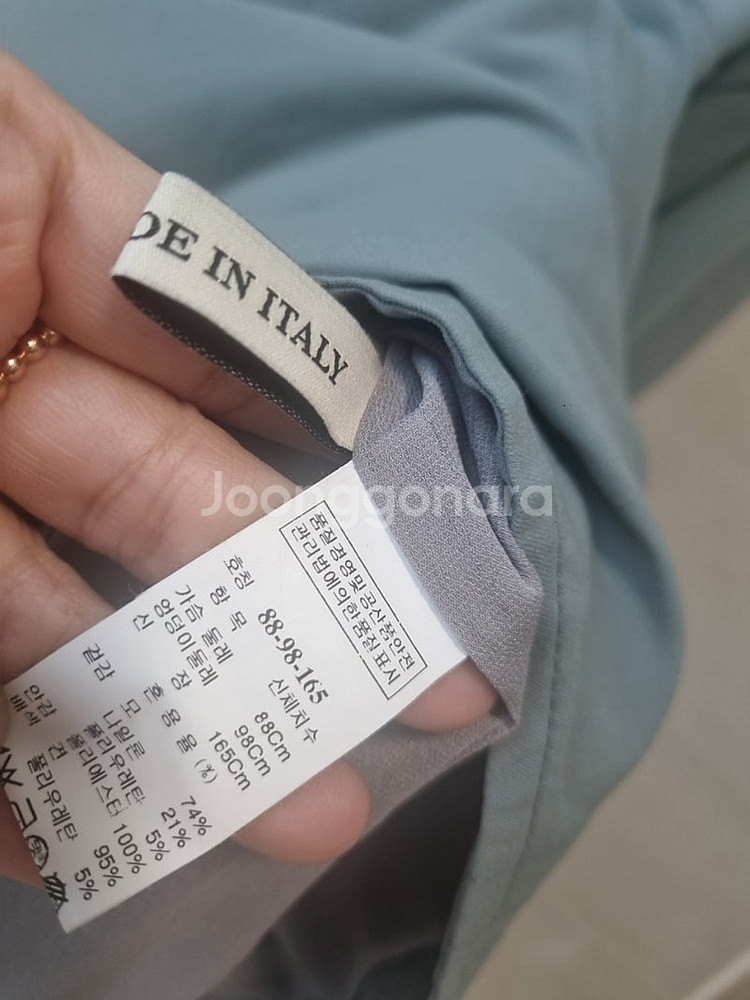 DE IN ITALY
Joonggonara
품질경영및공산품안전
관리법에의한품질표시
호칭 88-98-165
항목 신체치수
가슴둘레 88Cm
엉덩이둘레 98Cm
신장 165Cm
혼용율 (%)
겉감 모 74%
나일론 21%
폴리우레탄 5%
안감 폴리에스터 100%
배색 견 95%
폴리우레탄 5%